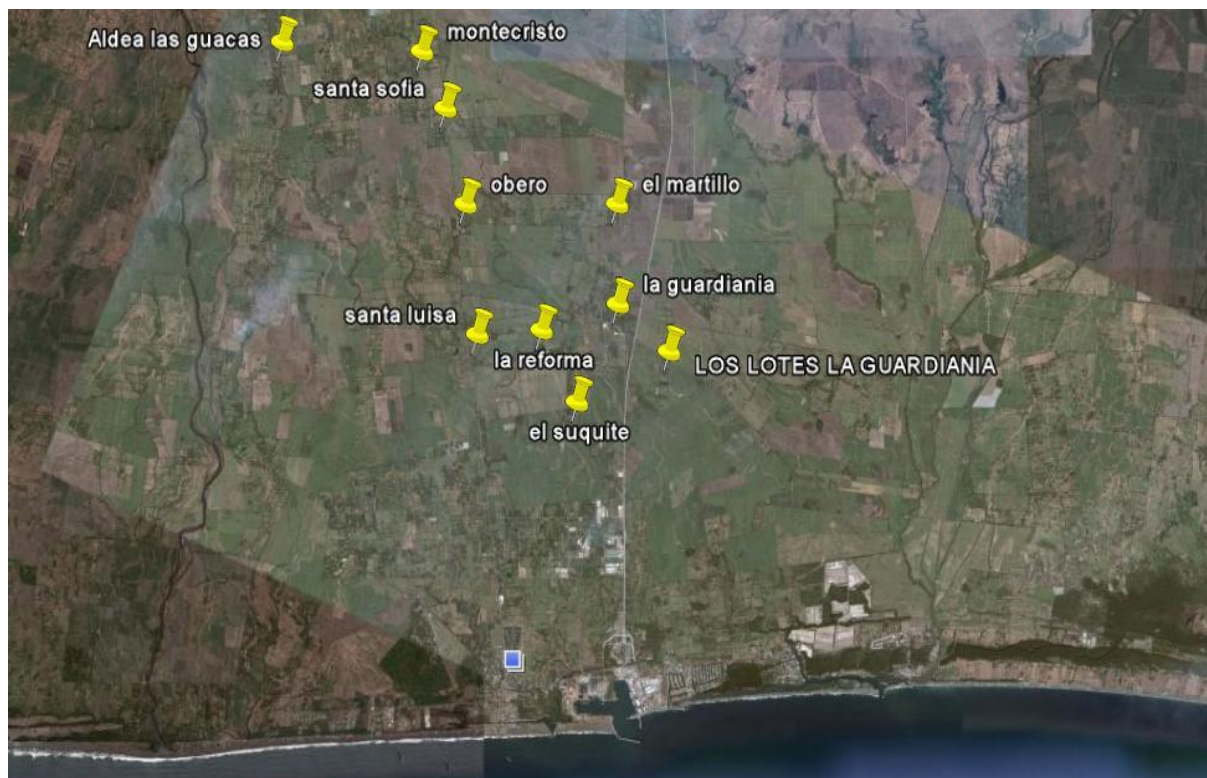 Aldea las guacas
montecristo
santa sofia
obero
el martillo
la guardiania
santa luisa
la reforma
LOS LOTES LA GUARDIANIA
el suquite